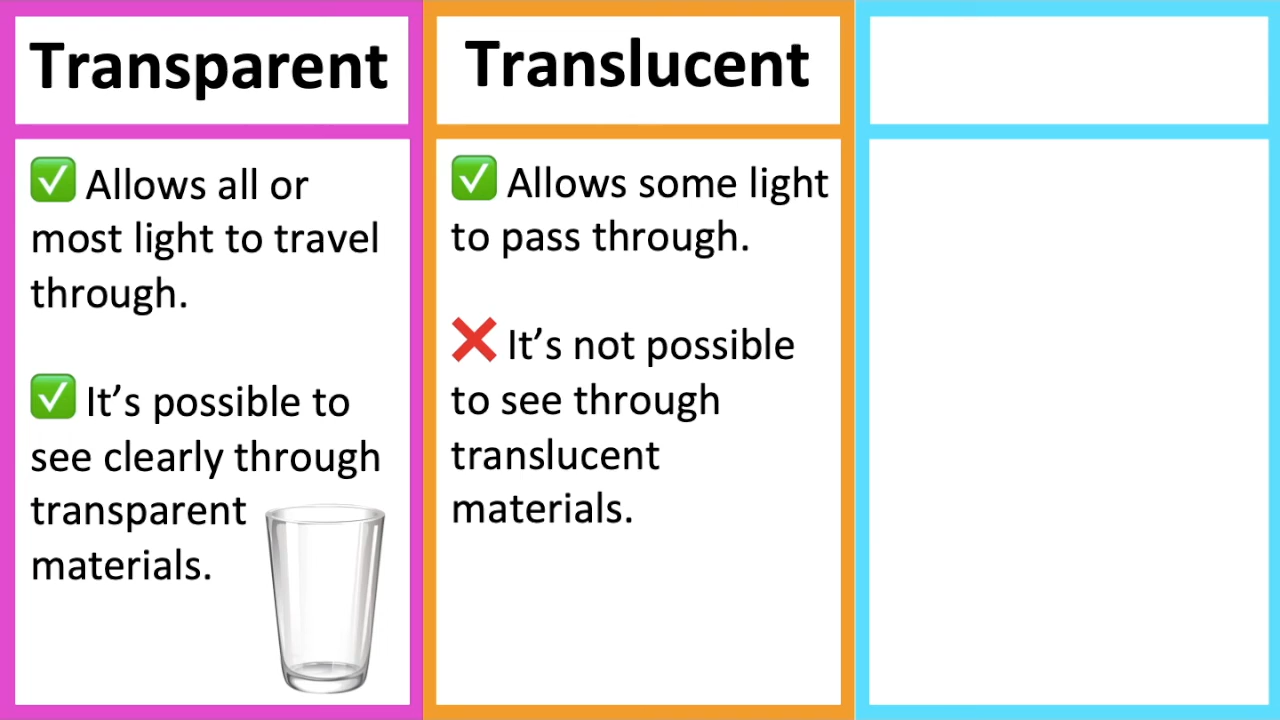 Transparent
✅ Allows all or
most light to travel
through.
✅ It’s possible to
see clearly through
transparent
materials.
Translucent
✅ Allows some light
to pass through.
❌ It’s not possible
to see through
translucent
materials.